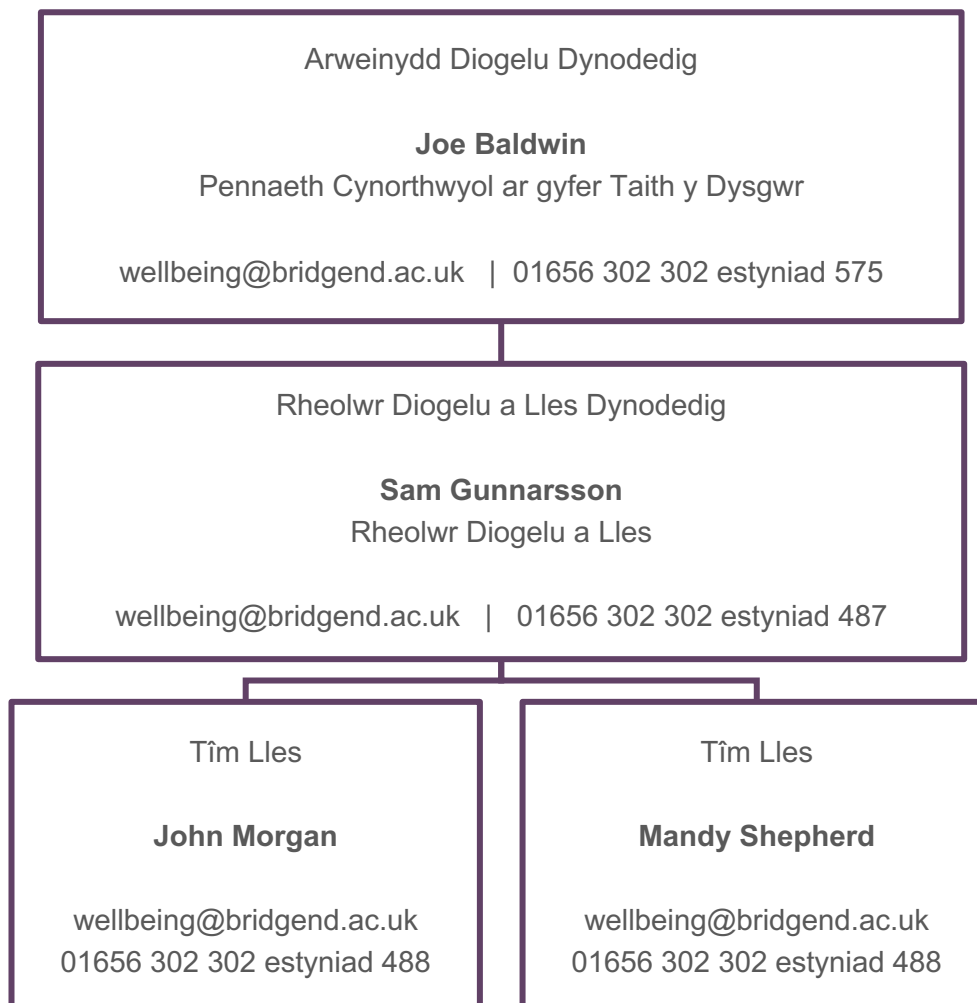 Arweinydd Diogelu Dynodedig
Joe Baldwin
Pennaeth Cynorthwyol ar gyfer Taith y Dysgwr
wellbeing@bridgend.ac.uk | 01656 302 302 estyniad 575
Rheolwr Diogelu a Lles Dynodedig
Sam Gunnarsson
Rheolwr Diogelu a Lles
wellbeing@bridgend.ac.uk | 01656 302 302 estyniad 487
Tîm Lles
John Morgan
wellbeing@bridgend.ac.uk
01656 302 302 estyniad 488
Tîm Lles
Mandy Shepherd
wellbeing@bridgend.ac.uk
01656 302 302 estyniad 488